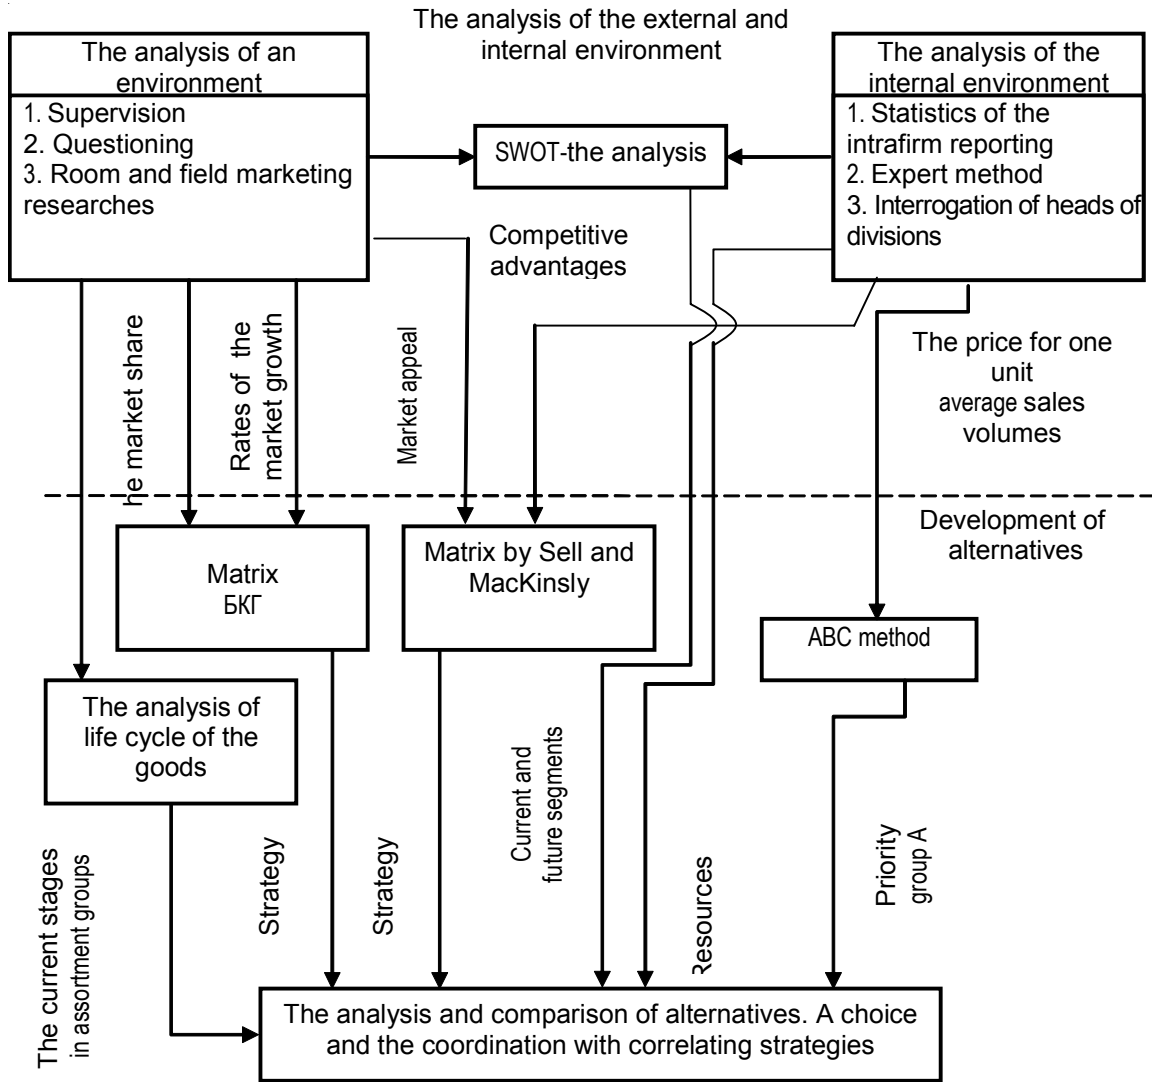 The analysis of the external and
internal environment
The analysis of an
environment
1. Supervision
2. Questioning
3. Room and field marketing
researches
SWOT-the analysis
The analysis of the
internal environment
1. Statistics of the
intrafirm reporting
2. Expert method
3. Interrogation of heads of
divisions
Competitive
advantages
he market share
Rates of the
market growth
Market appeal
The price for one
unit
average sales
volumes
Development of
alternatives
Matrix
БКГ
Matrix by Sell and
MacKinsly
ABC method
The analysis of
life cycle of the
goods
The current stages
in assortment groups
Strategy
Strategy
Current and
future segments
Resources
Priority
group A
The analysis and comparison of alternatives. A choice
and the coordination with correlating strategies